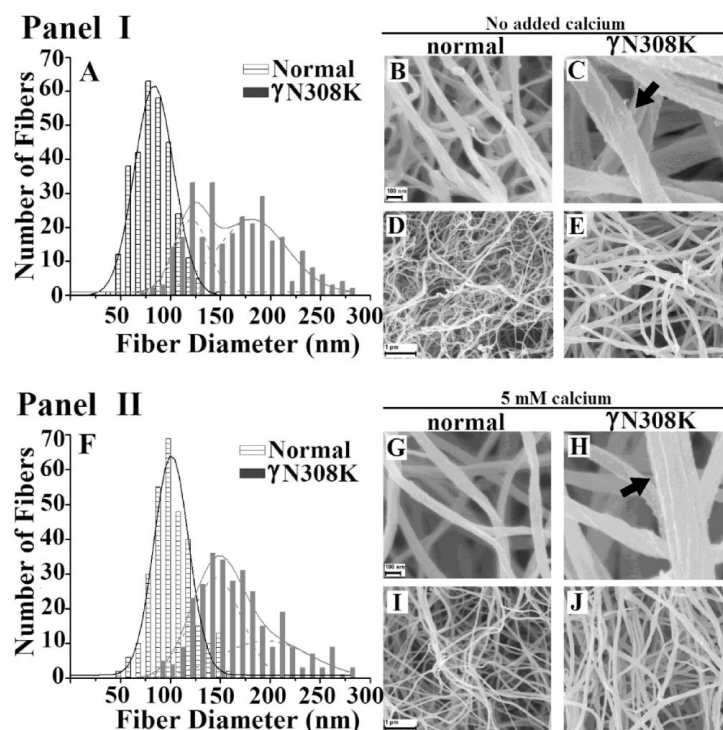 Panel I
A
Normal
γN308K
Number of Fibers
70
60
50
40
30
20
10
0
0 50 100 150 200 250 300
Fiber Diameter (nm)
No added calcium
normal γN308K
B C
100 nm
D E
1 μm
Panel II
F
Normal
γN308K
Number of Fibers
70
60
50
40
30
20
10
0
0 50 100 150 200 250 300
Fiber Diameter (nm)
5 mM calcium
normal γN308K
G H
100 nm
I J
1 μm